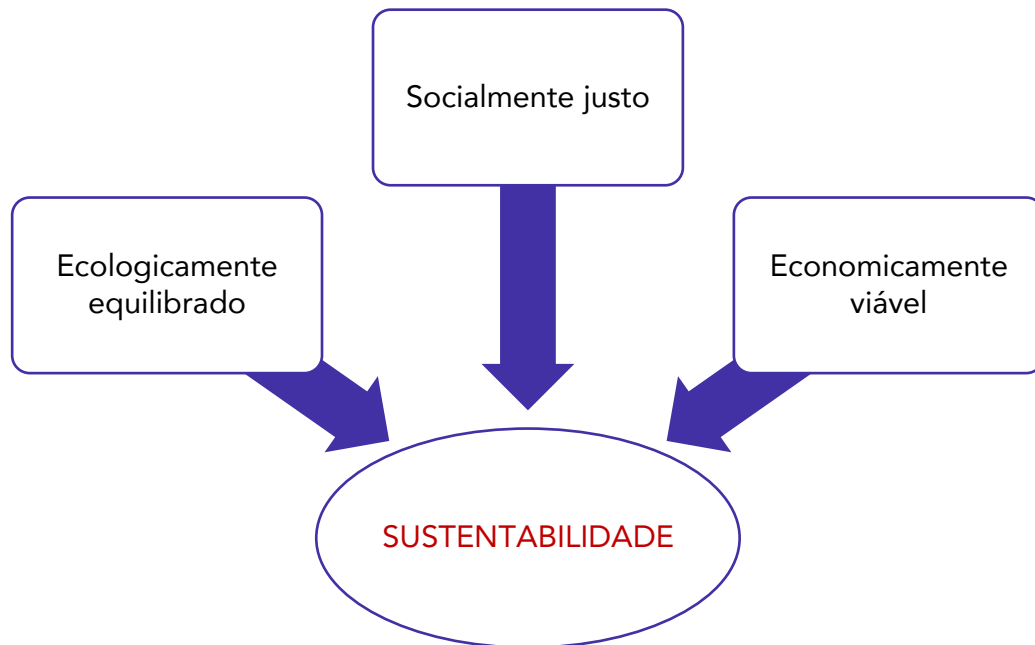 Socialmente justo
Ecologicamente
equilibrado
Economicamente
viável
SUSTENTABILIDADE